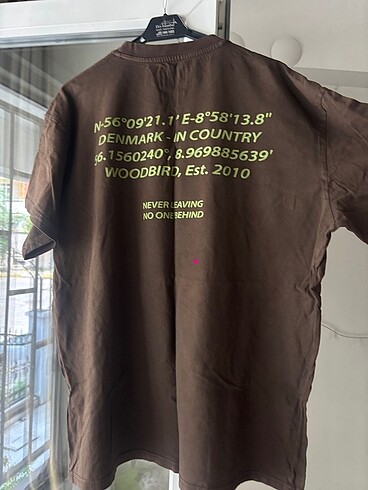 N-56°09'21.1' E-8°58'13.8"
DENMARK - IN COUNTRY
56.1560240°, 8.969885639'
WOODBIRD, Est. 2010
NEVER LEAVING
NO ONE BEHIND